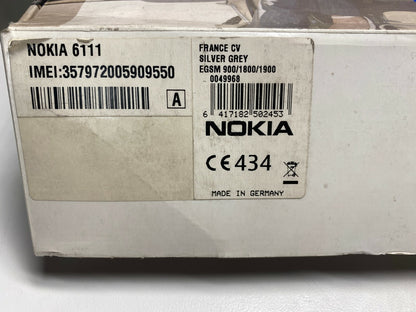 NOKIA 6111
IMEI:357972005909550
A
FRANCE CV
SILVER GREY
EGSM 900/1800/1900
0049968
6 417182 502453
NOKIA
CE 434
MADE IN GERMANY